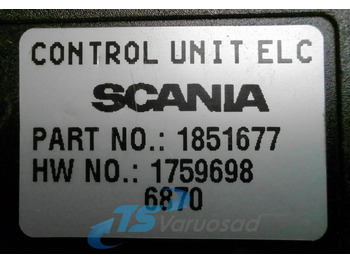 CONTROL UNIT ELC
SCANIA
PART NO.: 1851677
HW NO.: 1759698
6870
TS
Varuosad